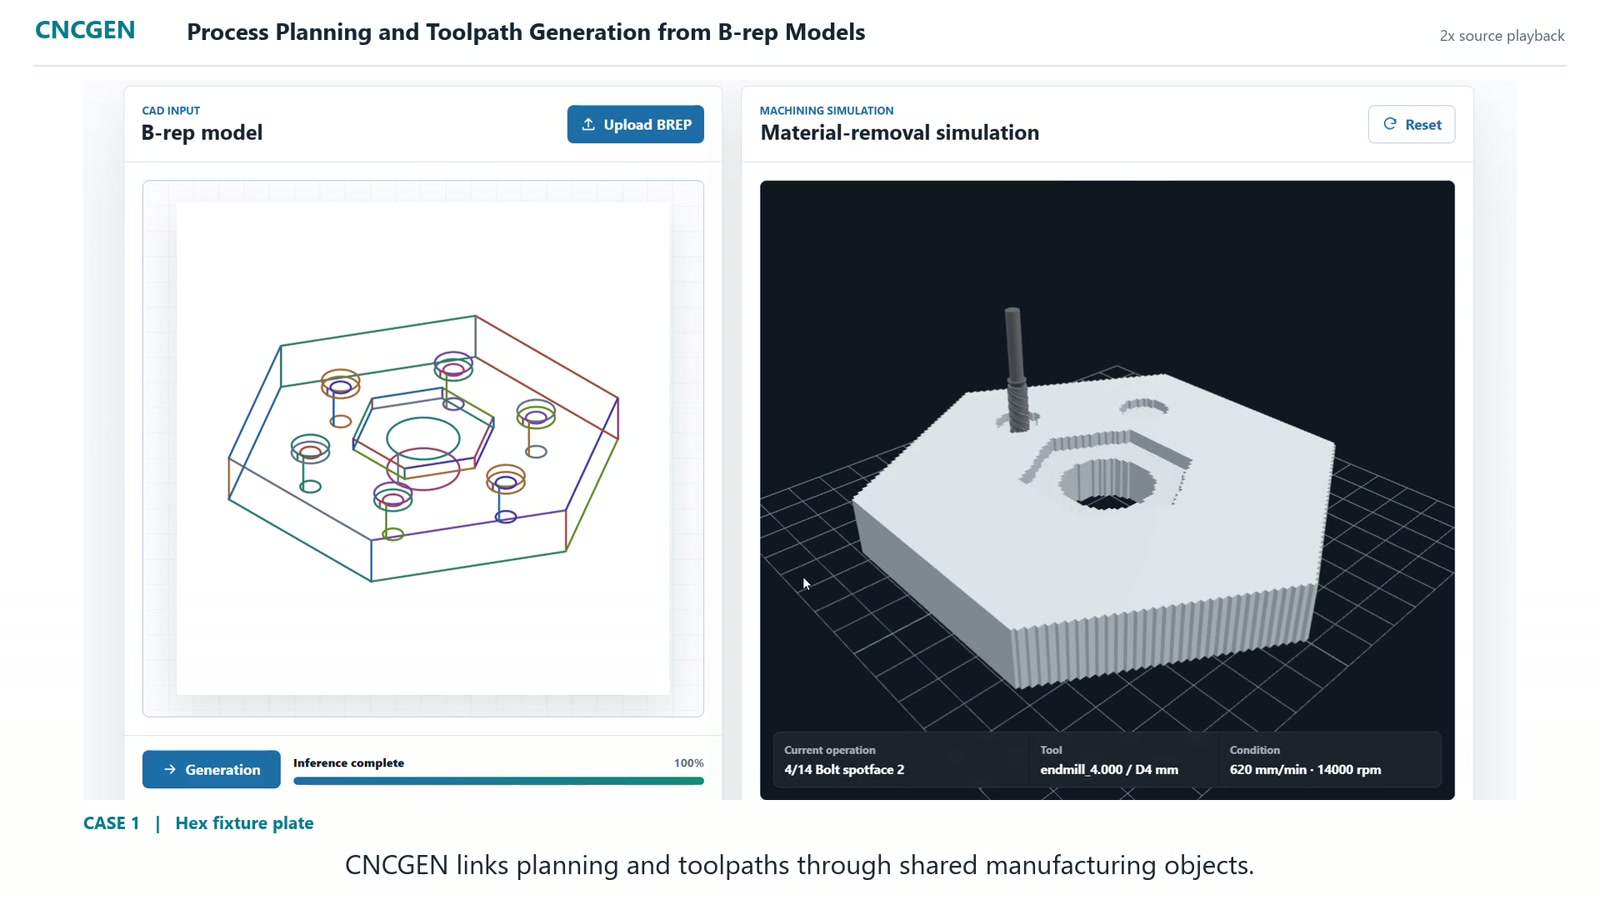 CNCGEN
Process Planning and Toolpath Generation from B-rep Models
2x source playback
CAD INPUT
B-rep model
Upload BREP
MACHINING SIMULATION
Material-removal simulation
Reset
Generation
Inference complete
100%
Current operation
4/14 Bolt spotface 2
Tool
endmill_4.000 / D4 mm
Condition
620 mm/min · 14000 rpm
CASE 1 | Hex fixture plate
CNCGEN links planning and toolpaths through shared manufacturing objects.